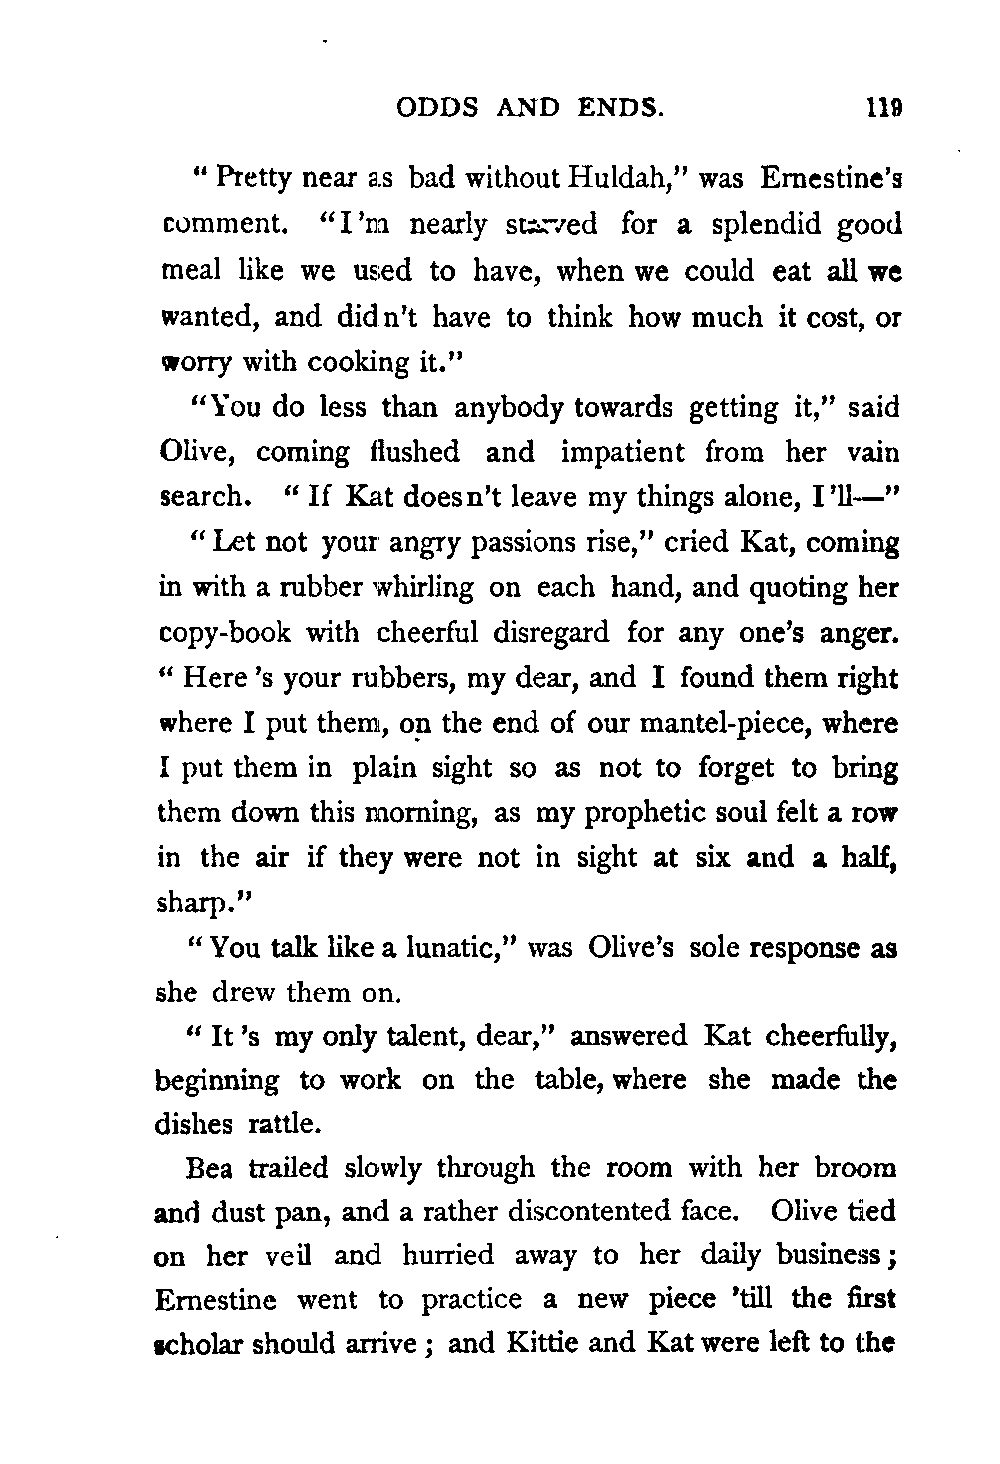 ODDS AND ENDS. 119
"Pretty near as bad without Huldah," was Ernestine's
comment. "I'm nearly starved for a splendid good
meal like we used to have, when we could eat all we
wanted, and didn't have to think how much it cost, or
worry with cooking it."
"You do less than anybody towards getting it," said
Olive, coming flushed and impatient from her vain
search. "If Kat doesn't leave my things alone, I'll—"
"Let not your angry passions rise," cried Kat, coming
in with a rubber whirling on each hand, and quoting her
copy-book with cheerful disregard for any one's anger.
"Here's your rubbers, my dear, and I found them right
where I put them, on the end of our mantel-piece, where
I put them in plain sight so as not to forget to bring
them down this morning, as my prophetic soul felt a row
in the air if they were not in sight at six and a half,
sharp."
"You talk like a lunatic," was Olive's sole response as
she drew them on.
"It's my only talent, dear," answered Kat cheerfully,
beginning to work on the table, where she made the
dishes rattle.
Bea trailed slowly through the room with her broom
and dust pan, and a rather discontented face. Olive tied
on her veil and hurried away to her daily business;
Ernestine went to practice a new piece 'till the first
scholar should arrive; and Kittie and Kat were left to the